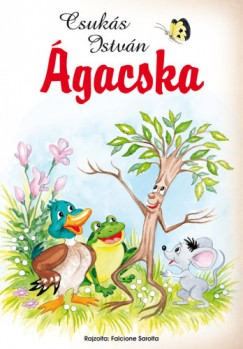 Csukás
István
Ágacska
Rajzolta: Falcione Sarolta